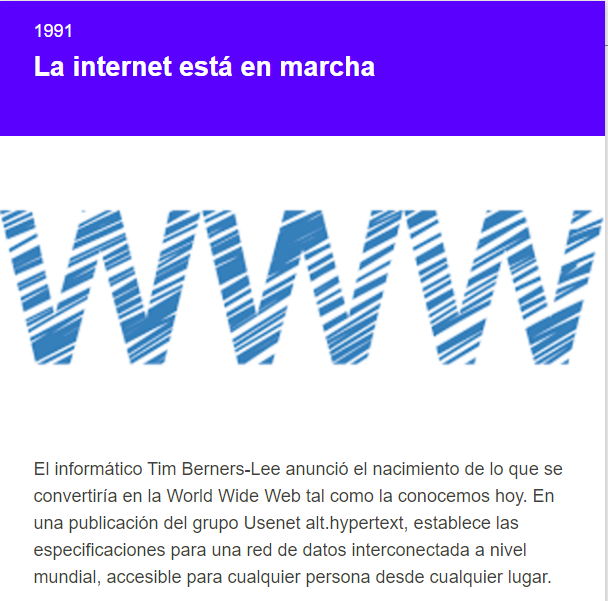 1991
La internet está en marcha
WWW
El informático Tim Berners-Lee anunció el nacimiento de lo que se
convertiría en la World Wide Web tal como la conocemos hoy. En
una publicación del grupo Usenet alt.hypertext, establece las
especificaciones para una red de datos interconectada a nivel
mundial, accesible para cualquier persona desde cualquier lugar.